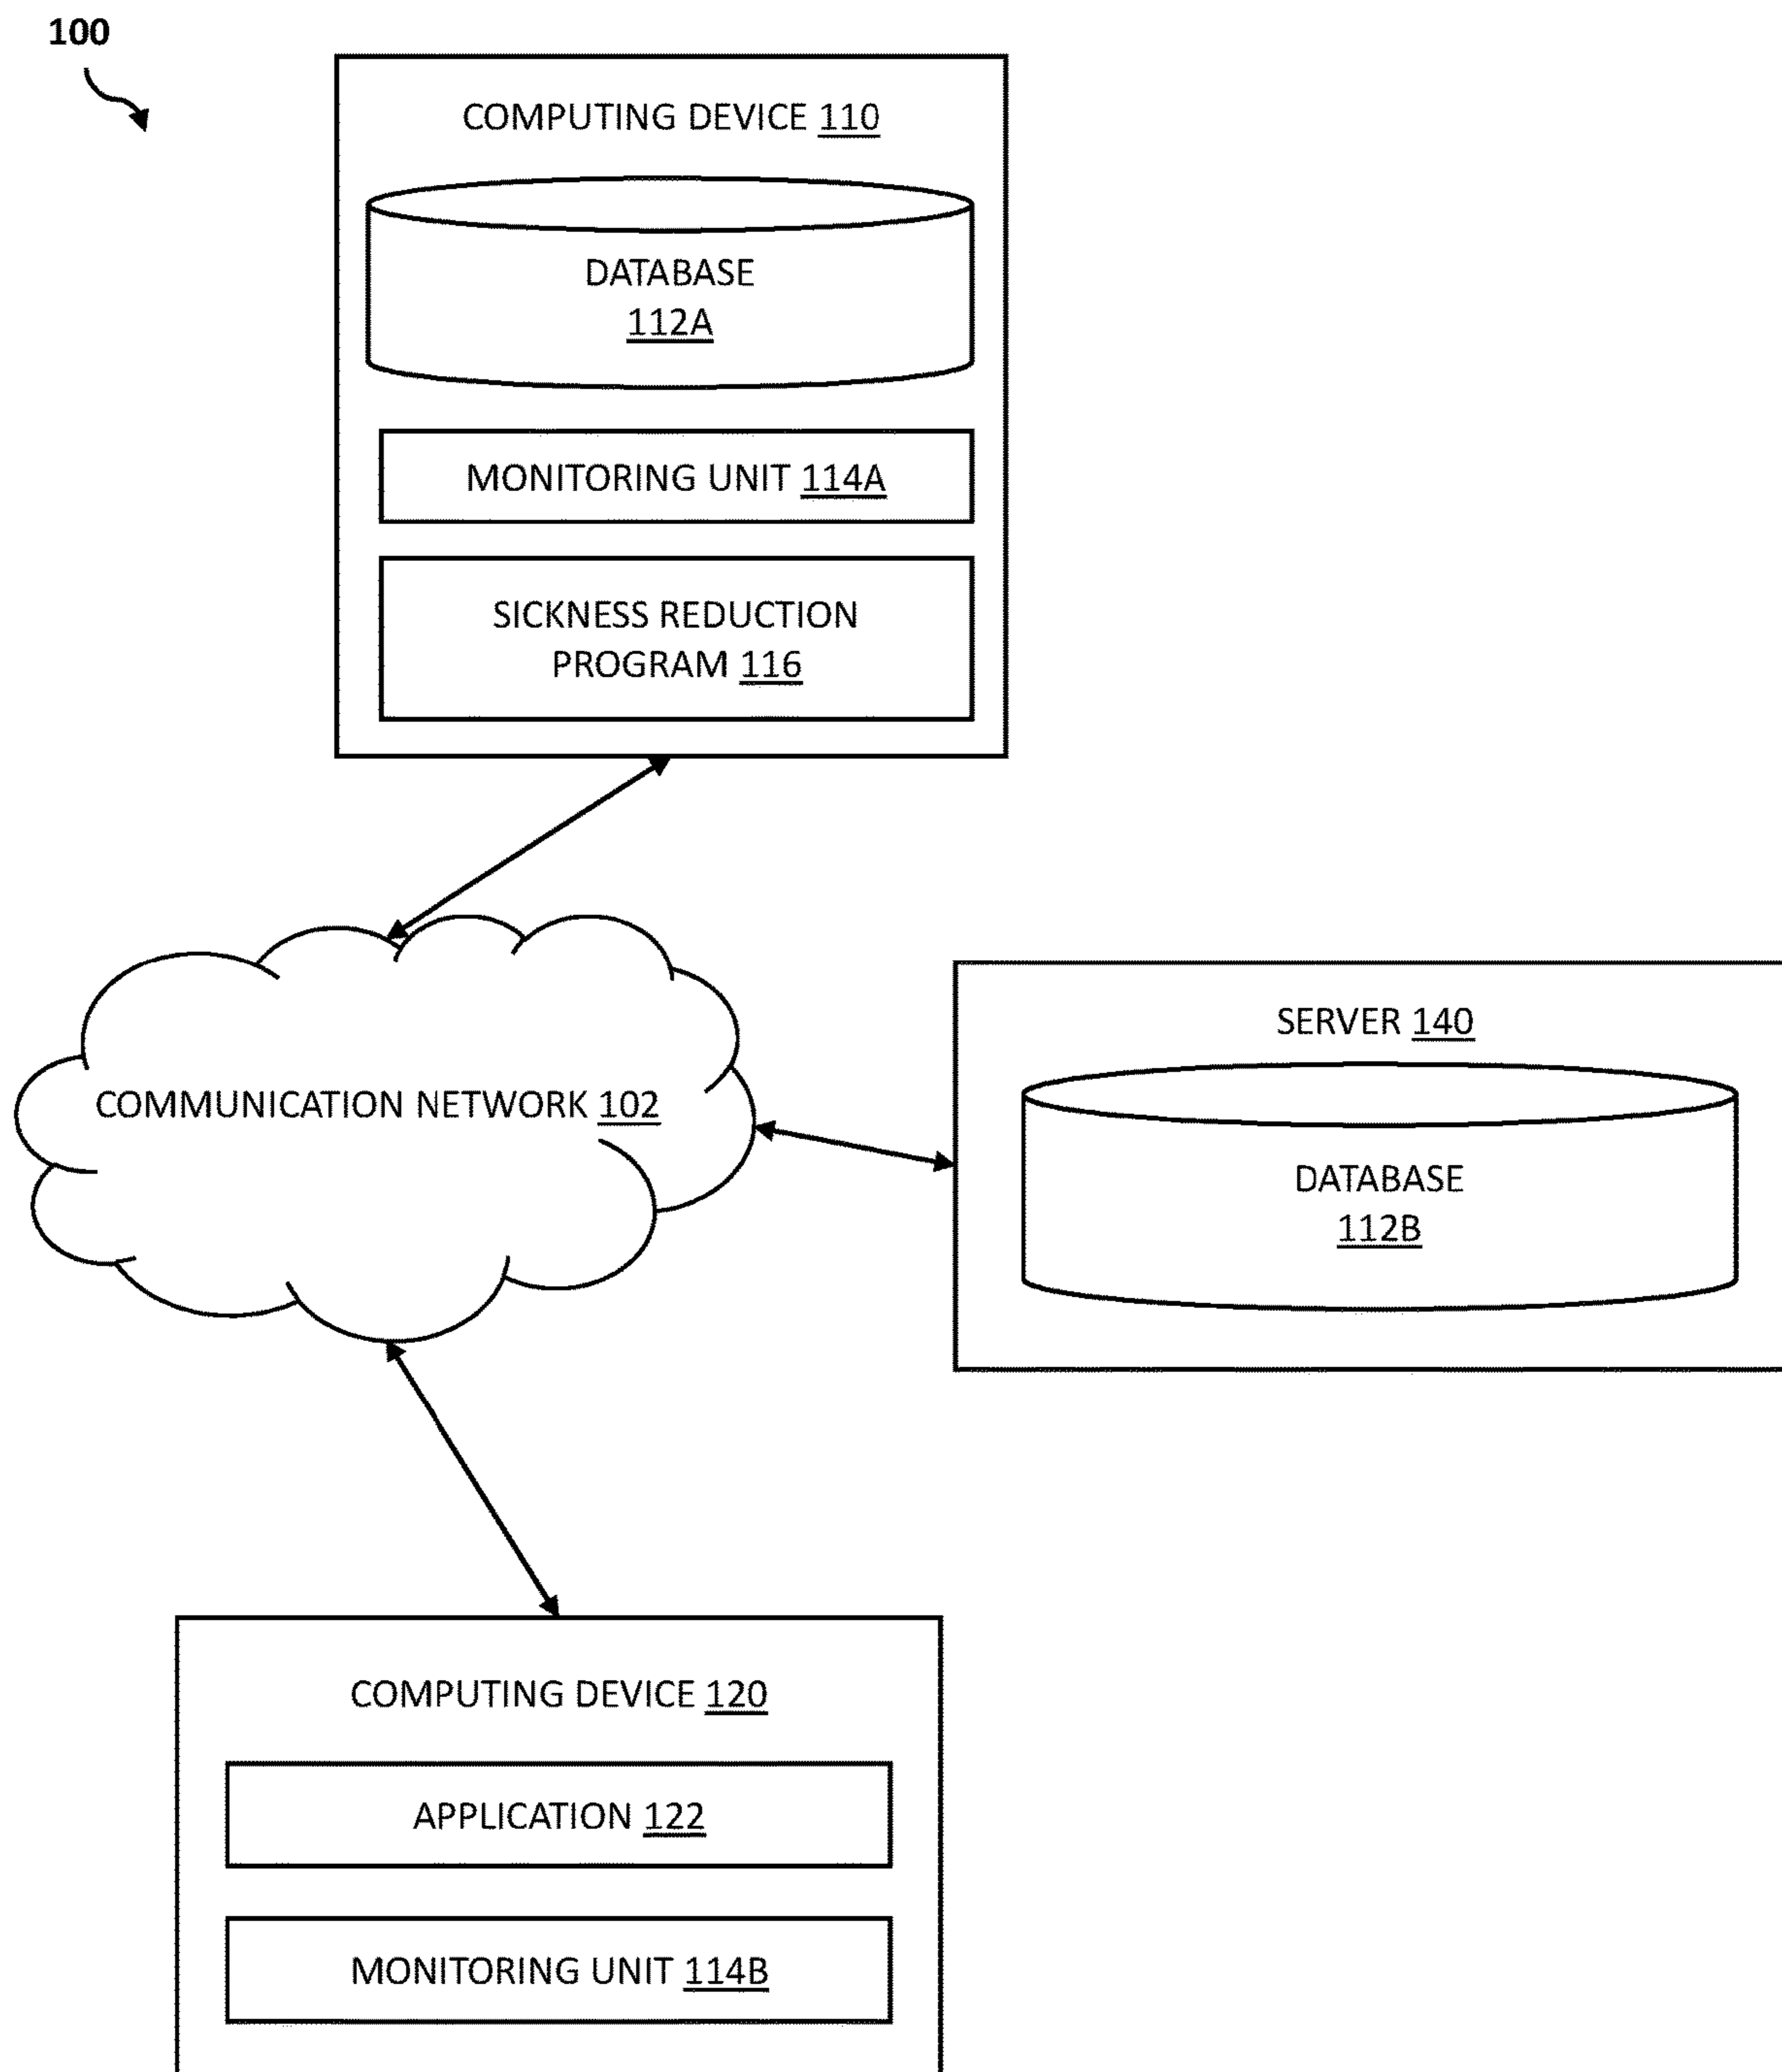 100
COMPUTING DEVICE 110
DATABASE
112A
MONITORING UNIT 114A
SICKNESS REDUCTION
PROGRAM 116
COMMUNICATION NETWORK 102
SERVER 140
DATABASE
112B
COMPUTING DEVICE 120
APPLICATION 122
MONITORING UNIT 114B